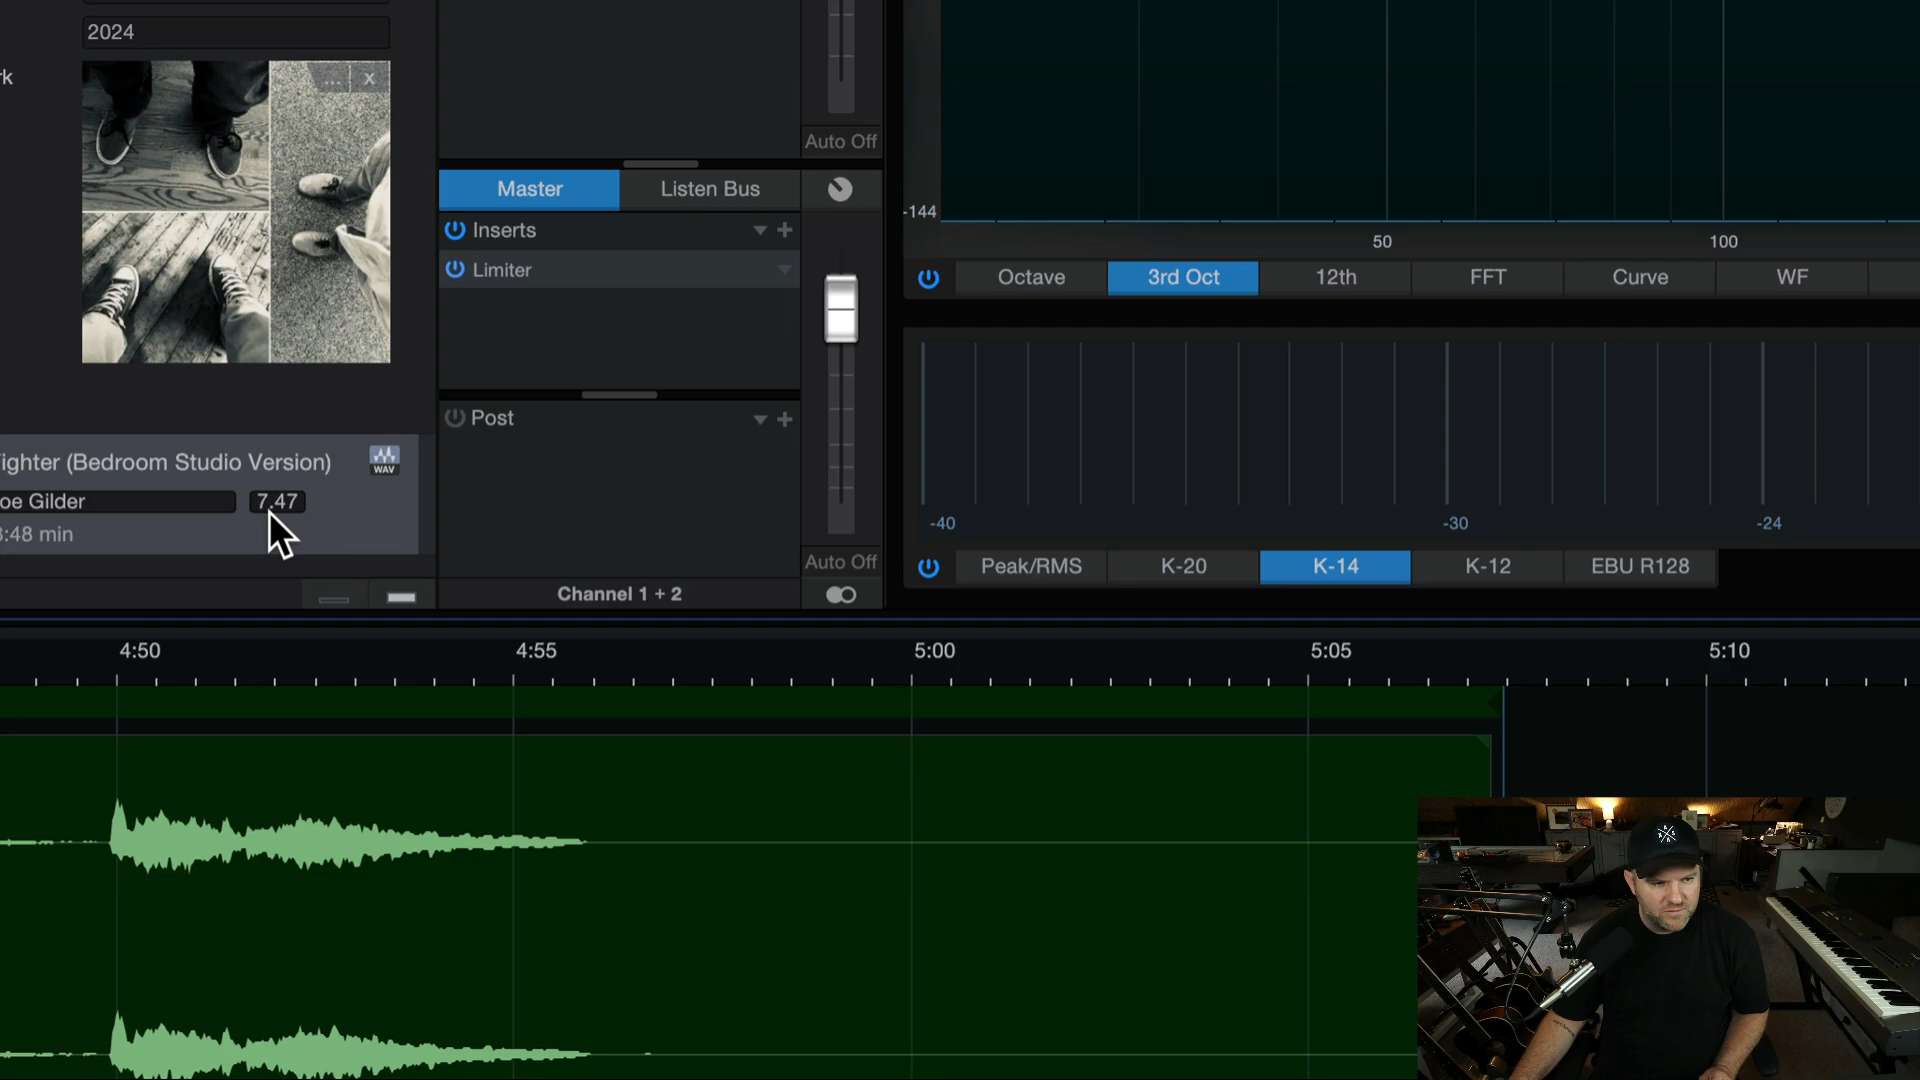 2024
rk
... x
ighter (Bedroom Studio Version)
WAV
oe Gilder 7.47
3:48 min
Auto Off
Master Listen Bus
Inserts
Limiter
Post
Auto Off
Channel 1 + 2
-144
50 100
Octave 3rd Oct 12th FFT Curve WF
-40 -30 -24
Peak/RMS K-20 K-14 K-12 EBU R128
4:50 4:55 5:00 5:05 5:10